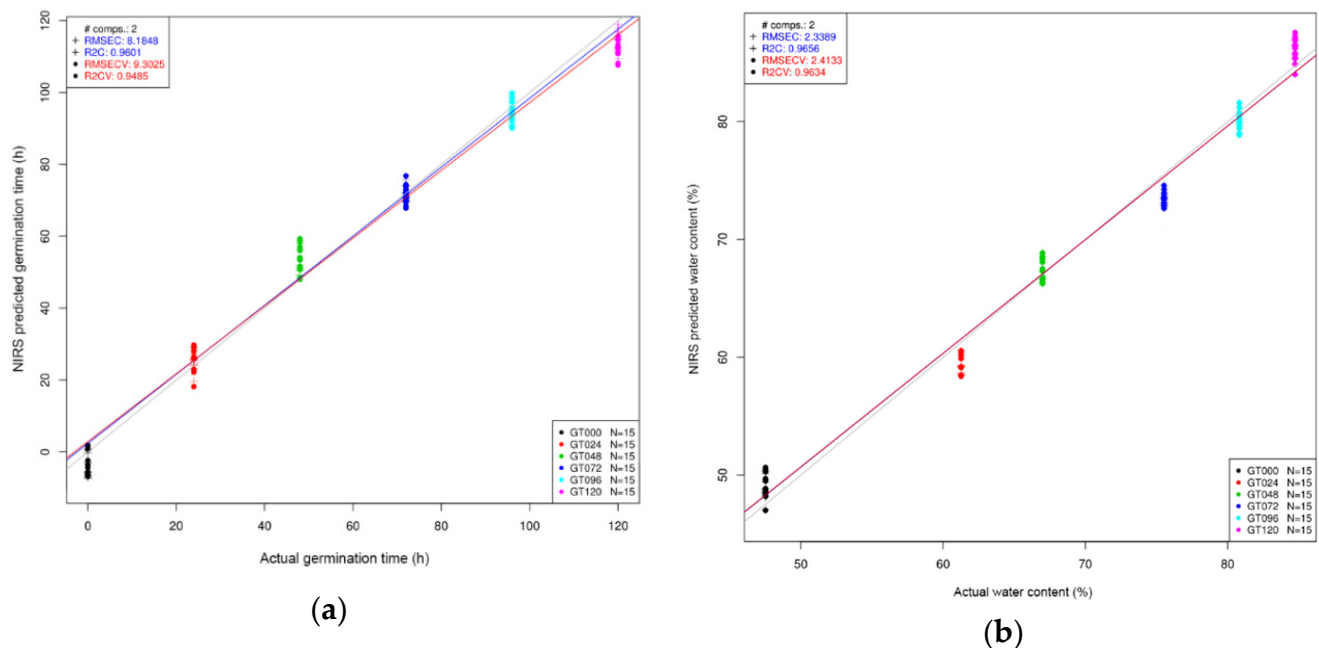 # comps.: 2
+ RMSEC: 8.1848
+ R2C: 0.9601
● RMSECV: 9.3025
● R2CV: 0.9485
120
100
80
60
40
20
0
NIRS predicted germination time (h)
● GT000 N=15
● GT024 N=15
● GT048 N=15
● GT072 N=15
● GT096 N=15
● GT120 N=15
0 20 40 60 80 100 120
Actual germination time (h)
(a)
# comps.: 2
+ RMSEC: 2.3389
+ R2C: 0.9656
● RMSECV: 2.4133
● R2CV: 0.9634
80
70
60
50
NIRS predicted water content (%)
● GT000 N=15
● GT024 N=15
● GT048 N=15
● GT072 N=15
● GT096 N=15
● GT120 N=15
50 60 70 80
Actual water content (%)
(b)